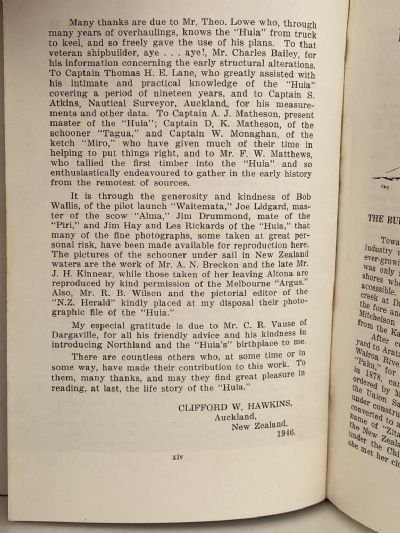 Many thanks are due to Mr. Theo. Lowe who, through
many years of overhaulings, knows the "Huia" from truck
to keel, and so freely gave the use of his plans. To that
veteran shipbuilder, aye . . . aye!, Mr. Charles Bailey, for
his information concerning the early structural alterations.
To Captain Thomas H. E. Lane, who greatly assisted with
his intimate and practical knowledge of the "Huia"
covering a period of nineteen years, and to Captain S.
Atkins, Nautical Surveyor, Auckland, for his measure-
ments and other data. To Captain A. J. Matheson, present
master of the "Huia"; Captain D. K. Matheson, of the
schooner "Tagua," and Captain W. Monaghan, of the
ketch "Miro," who have given much of their time in
helping to put things right, and to Mr. F. W. Matthews,
who tallied the first timber into the "Huia" and so
enthusiastically endeavoured to gather in the early history
from the remotest of sources.
It is through the generosity and kindness of Bob
Wallis, of the pilot launch "Waitemata," Joe Lidgard, mas-
ter of the scow "Alma," Jim Drummond, mate of the
"Piri," and Jim Hay and Les Rickards of the "Huia," that
many of the fine photographs, some taken at great per-
sonal risk, have been made available for reproduction here.
The pictures of the schooner under sail in New Zealand
waters are the work of Mr. A. N. Breckon and the late Mr.
J. H. Kinnear, while those taken of her leaving Altona are
reproduced by kind permission of the Melbourne "Argus."
Also, Mr. R. B. Wilson and the pictorial editor of the
"N.Z. Herald" kindly placed at my disposal their photo-
graphic file of the "Huia."
My especial gratitude is due to Mr. C. R. Vause of
Dargaville, for all his friendly advice and his kindness in
introducing Northland and the "Huia's" birthplace to me.
There are countless others who, at some time or in
some way, have made their contribution to this work. To
them, many thanks, and may they find great pleasure in
reading, at last, the life story of the "Huia."
CLIFFORD W. HAWKINS.
Auckland,
New Zealand,
1946.
xiv
THE BU
Towa
industry
ever-growi
was only a
shores whe
accessible.
creek at D
the fore an
Mitchelson
from the Ka
After co
yard to Arata
Wairoa River
"Paku," for
in 1878, car
ordered by M
the Union Sa
under constru
converted to a
name of "Zita
the New Zeala
under the Chi
she met her cl